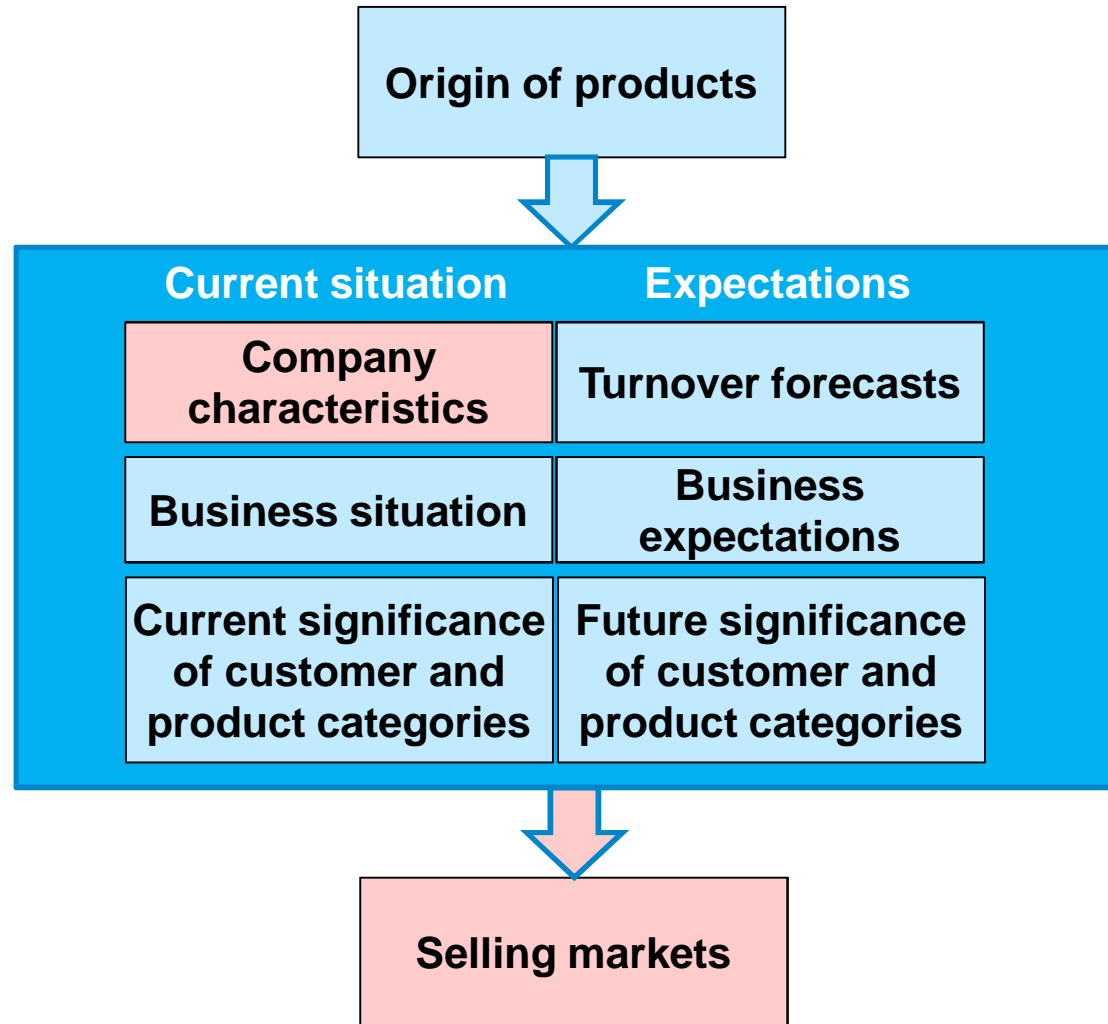 Origin of products
Current situation
Expectations
Company
characteristics
Turnover forecasts
Business situation
Business
expectations
Current significance
of customer and
product categories
Future significance
of customer and
product categories
Selling markets